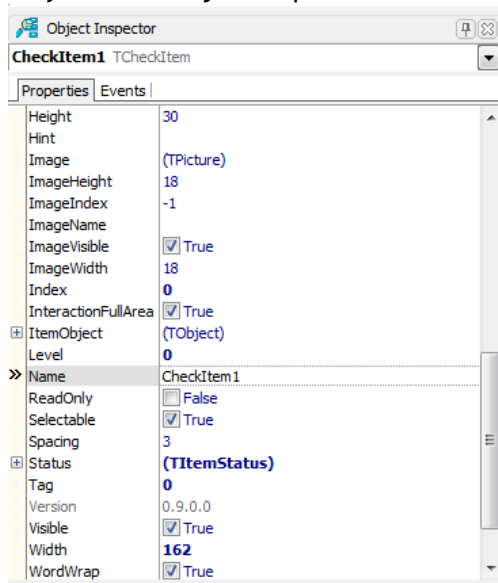 Object Inspector
CheckItem1 TCheckItem
Properties Events
Height 30
Hint
Image (TPicture)
ImageHeight 18
ImageIndex -1
ImageName
ImageVisible True
ImageWidth 18
Index 0
InteractionFullArea True
ItemObject (TObject)
Level 0
Name CheckItem1
ReadOnly False
Selectable True
Spacing 3
Status (TItemStatus)
Tag 0
Version 0.9.0.0
Visible True
Width 162
WordWrap True